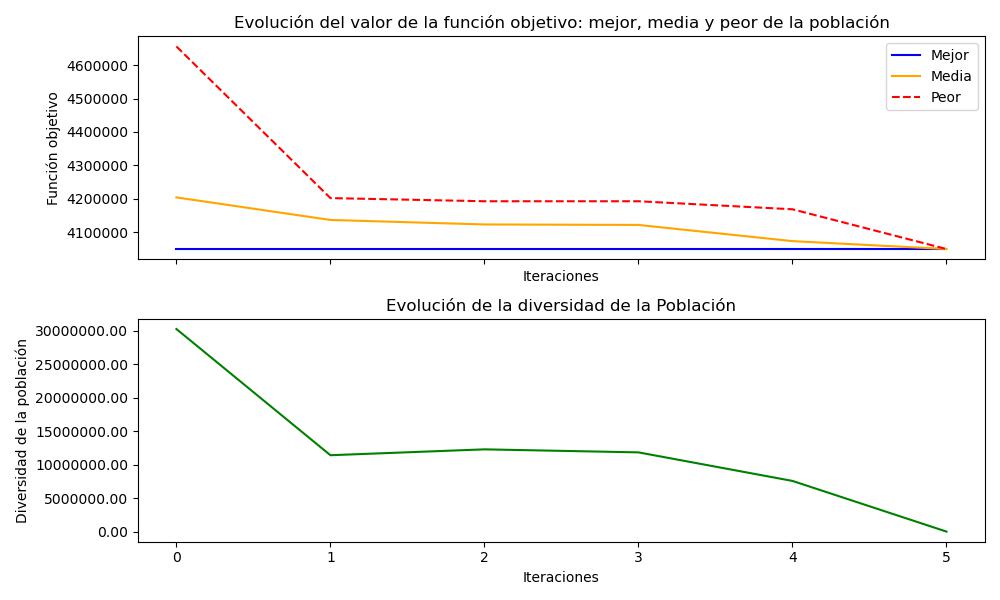 Evolución del valor de la función objetivo: mejor, media y peor de la población
Función objetivo
4600000
4500000
4400000
4300000
4200000
4100000
Mejor
Media
Peor
Iteraciones
Evolución de la diversidad de la Población
Diversidad de la población
30000000.00
25000000.00
20000000.00
15000000.00
10000000.00
5000000.00
0.00
0 1 2 3 4 5
Iteraciones